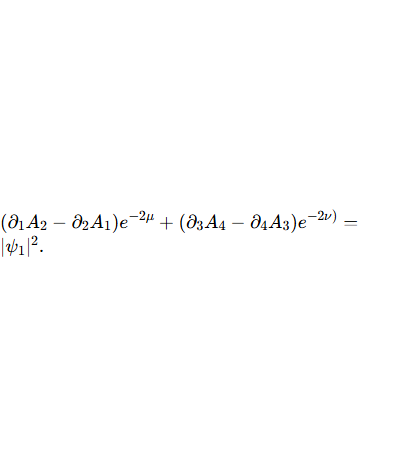 (∂₁A₂ − ∂₂A₁)e^{−2μ} + (∂₃A₄ − ∂₄A₃)e^{−2ν)} =
|ψ₁|².